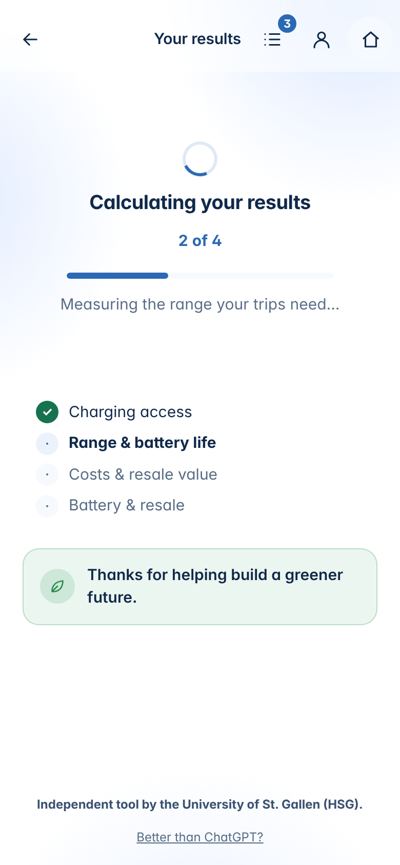 Your results
3
Calculating your results
2 of 4
Measuring the range your trips need...
Charging access
Range & battery life
Costs & resale value
Battery & resale
Thanks for helping build a greener
future.
Independent tool by the University of St. Gallen (HSG).
Better than ChatGPT?